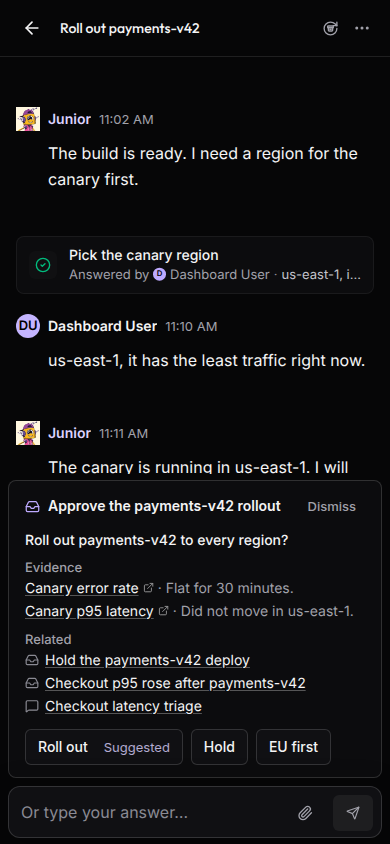 Roll out payments-v42
Junior 11:02 AM
The build is ready. I need a region for the
canary first.
Pick the canary region
Answered by D Dashboard User · us-east-1, i...
DU Dashboard User 11:10 AM
us-east-1, it has the least traffic right now.
Junior 11:11 AM
The canary is running in us-east-1. I will
Approve the payments-v42 rollout Dismiss
Roll out payments-v42 to every region?
Evidence
Canary error rate · Flat for 30 minutes.
Canary p95 latency · Did not move in us-east-1.
Related
Hold the payments-v42 deploy
Checkout p95 rose after payments-v42
Checkout latency triage
Roll out Suggested Hold EU first
Or type your answer...